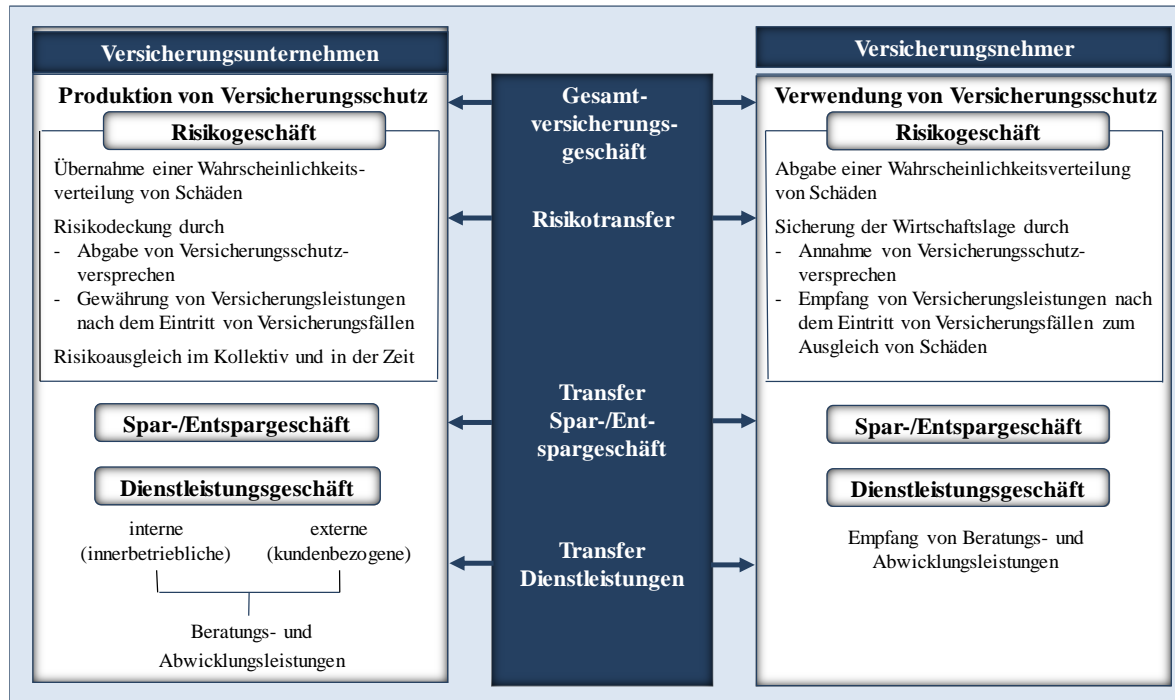 Versicherungsunternehmen
Produktion von Versicherungsschutz
Risikogeschäft
Übernahme einer Wahrscheinlichkeits-
verteilung von Schäden
Risikodeckung durch
- Abgabe von Versicherungsschutz-
versprechen
- Gewährung von Versicherungsleistungen
nach dem Eintritt von Versicherungsfällen
Risikoausgleich im Kollektiv und in der Zeit
Spar-/Entspargeschäft
Dienstleistungsgeschäft
interne
(innerbetriebliche)
externe
(kundenbezogene)
Beratungs- und
Abwicklungsleistungen
Gesamt-
versicherungs-
geschäft
Risikotransfer
Transfer
Spar-/Ent-
spargeschäft
Transfer
Dienstleistungen
Versicherungsnehmer
Verwendung von Versicherungsschutz
Risikogeschäft
Abgabe einer Wahrscheinlichkeitsverteilung
von Schäden
Sicherung der Wirtschaftslage durch
- Annahme von Versicherungsschutz-
versprechen
- Empfang von Versicherungsleistungen nach
dem Eintritt von Versicherungsfällen zum
Ausgleich von Schäden
Spar-/Entspargeschäft
Dienstleistungsgeschäft
Empfang von Beratungs- und
Abwicklungsleistungen